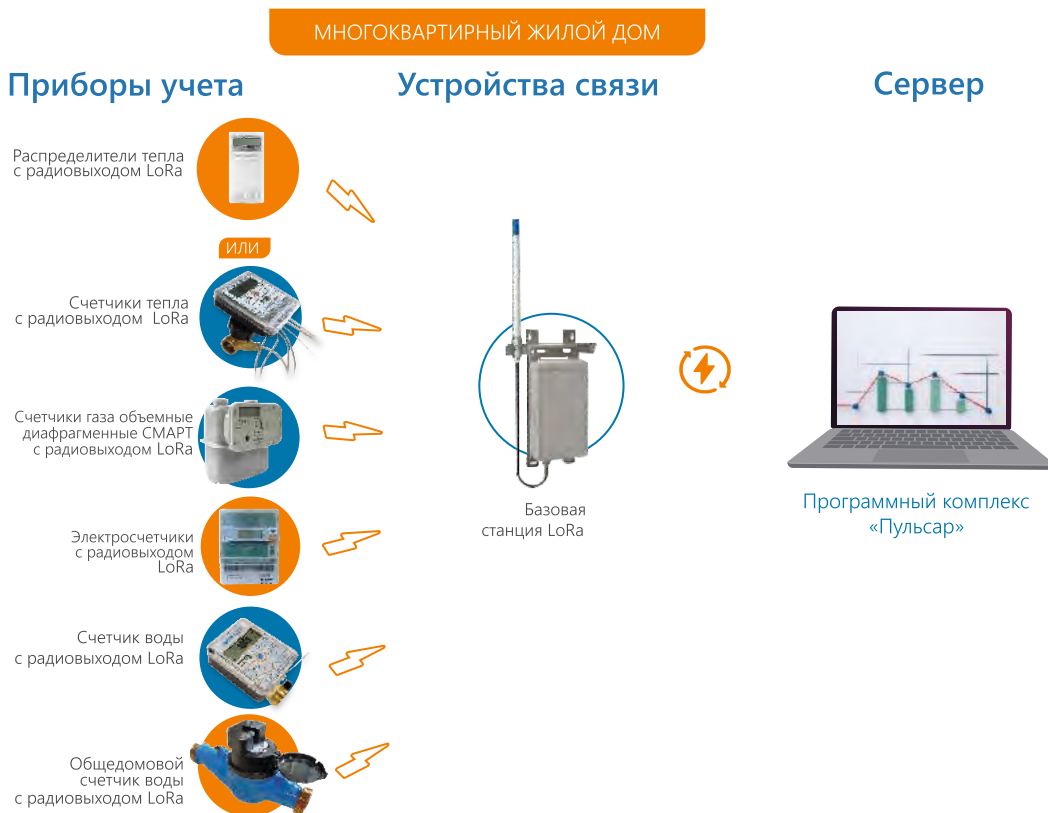 МНОГОКВАРТИРНЫЙ ЖИЛОЙ ДОМ
Приборы учета
Устройства связи
Сервер
Распределители тепла
с радиовыходом LoRa
ИЛИ
Счетчики тепла
с радиовыходом LoRa
Счетчики газа объемные
диафрагменные СМАРТ
с радиовыходом LoRa
Электросчетчики
с радиовыходом
LoRa
Счетчик воды
с радиовыходом LoRa
Общедомовой
счетчик воды
с радиовыходом LoRa
Базовая
станция LoRa
Программный комплекс
«Пульсар»